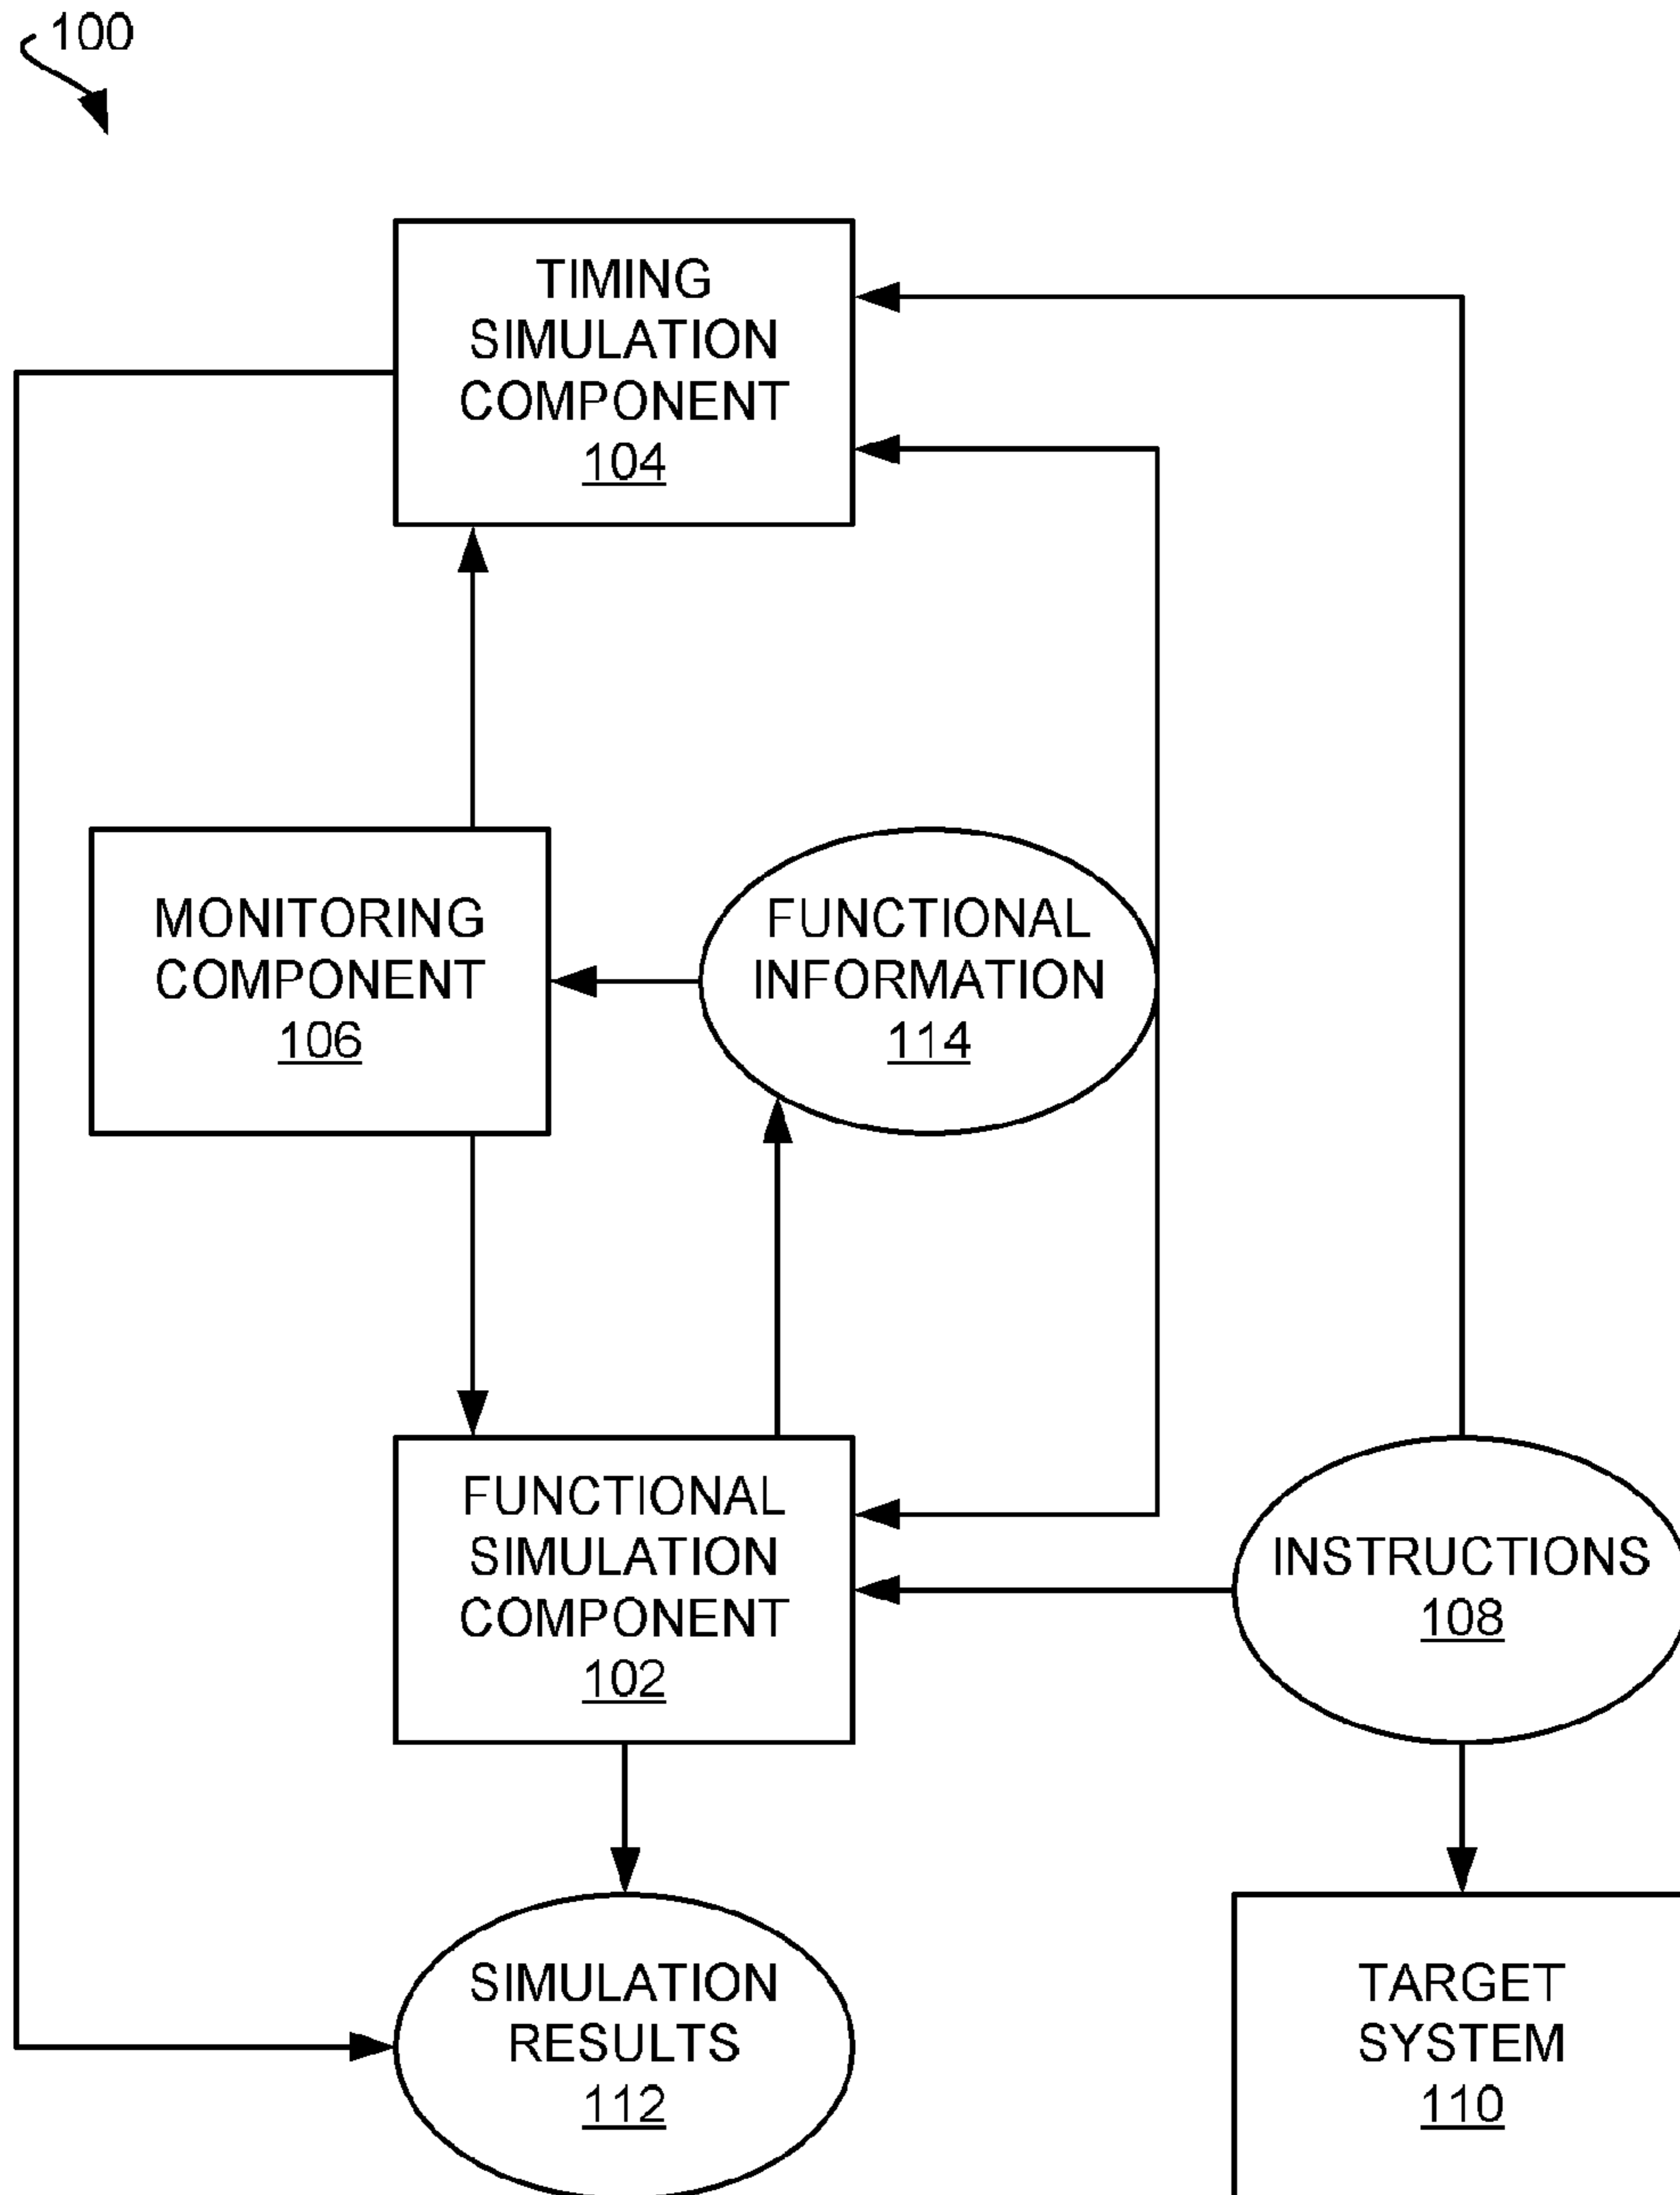 100
TIMING
SIMULATION
COMPONENT
104
MONITORING
COMPONENT
106
FUNCTIONAL
INFORMATION
114
FUNCTIONAL
SIMULATION
COMPONENT
102
INSTRUCTIONS
108
SIMULATION
RESULTS
112
TARGET
SYSTEM
110